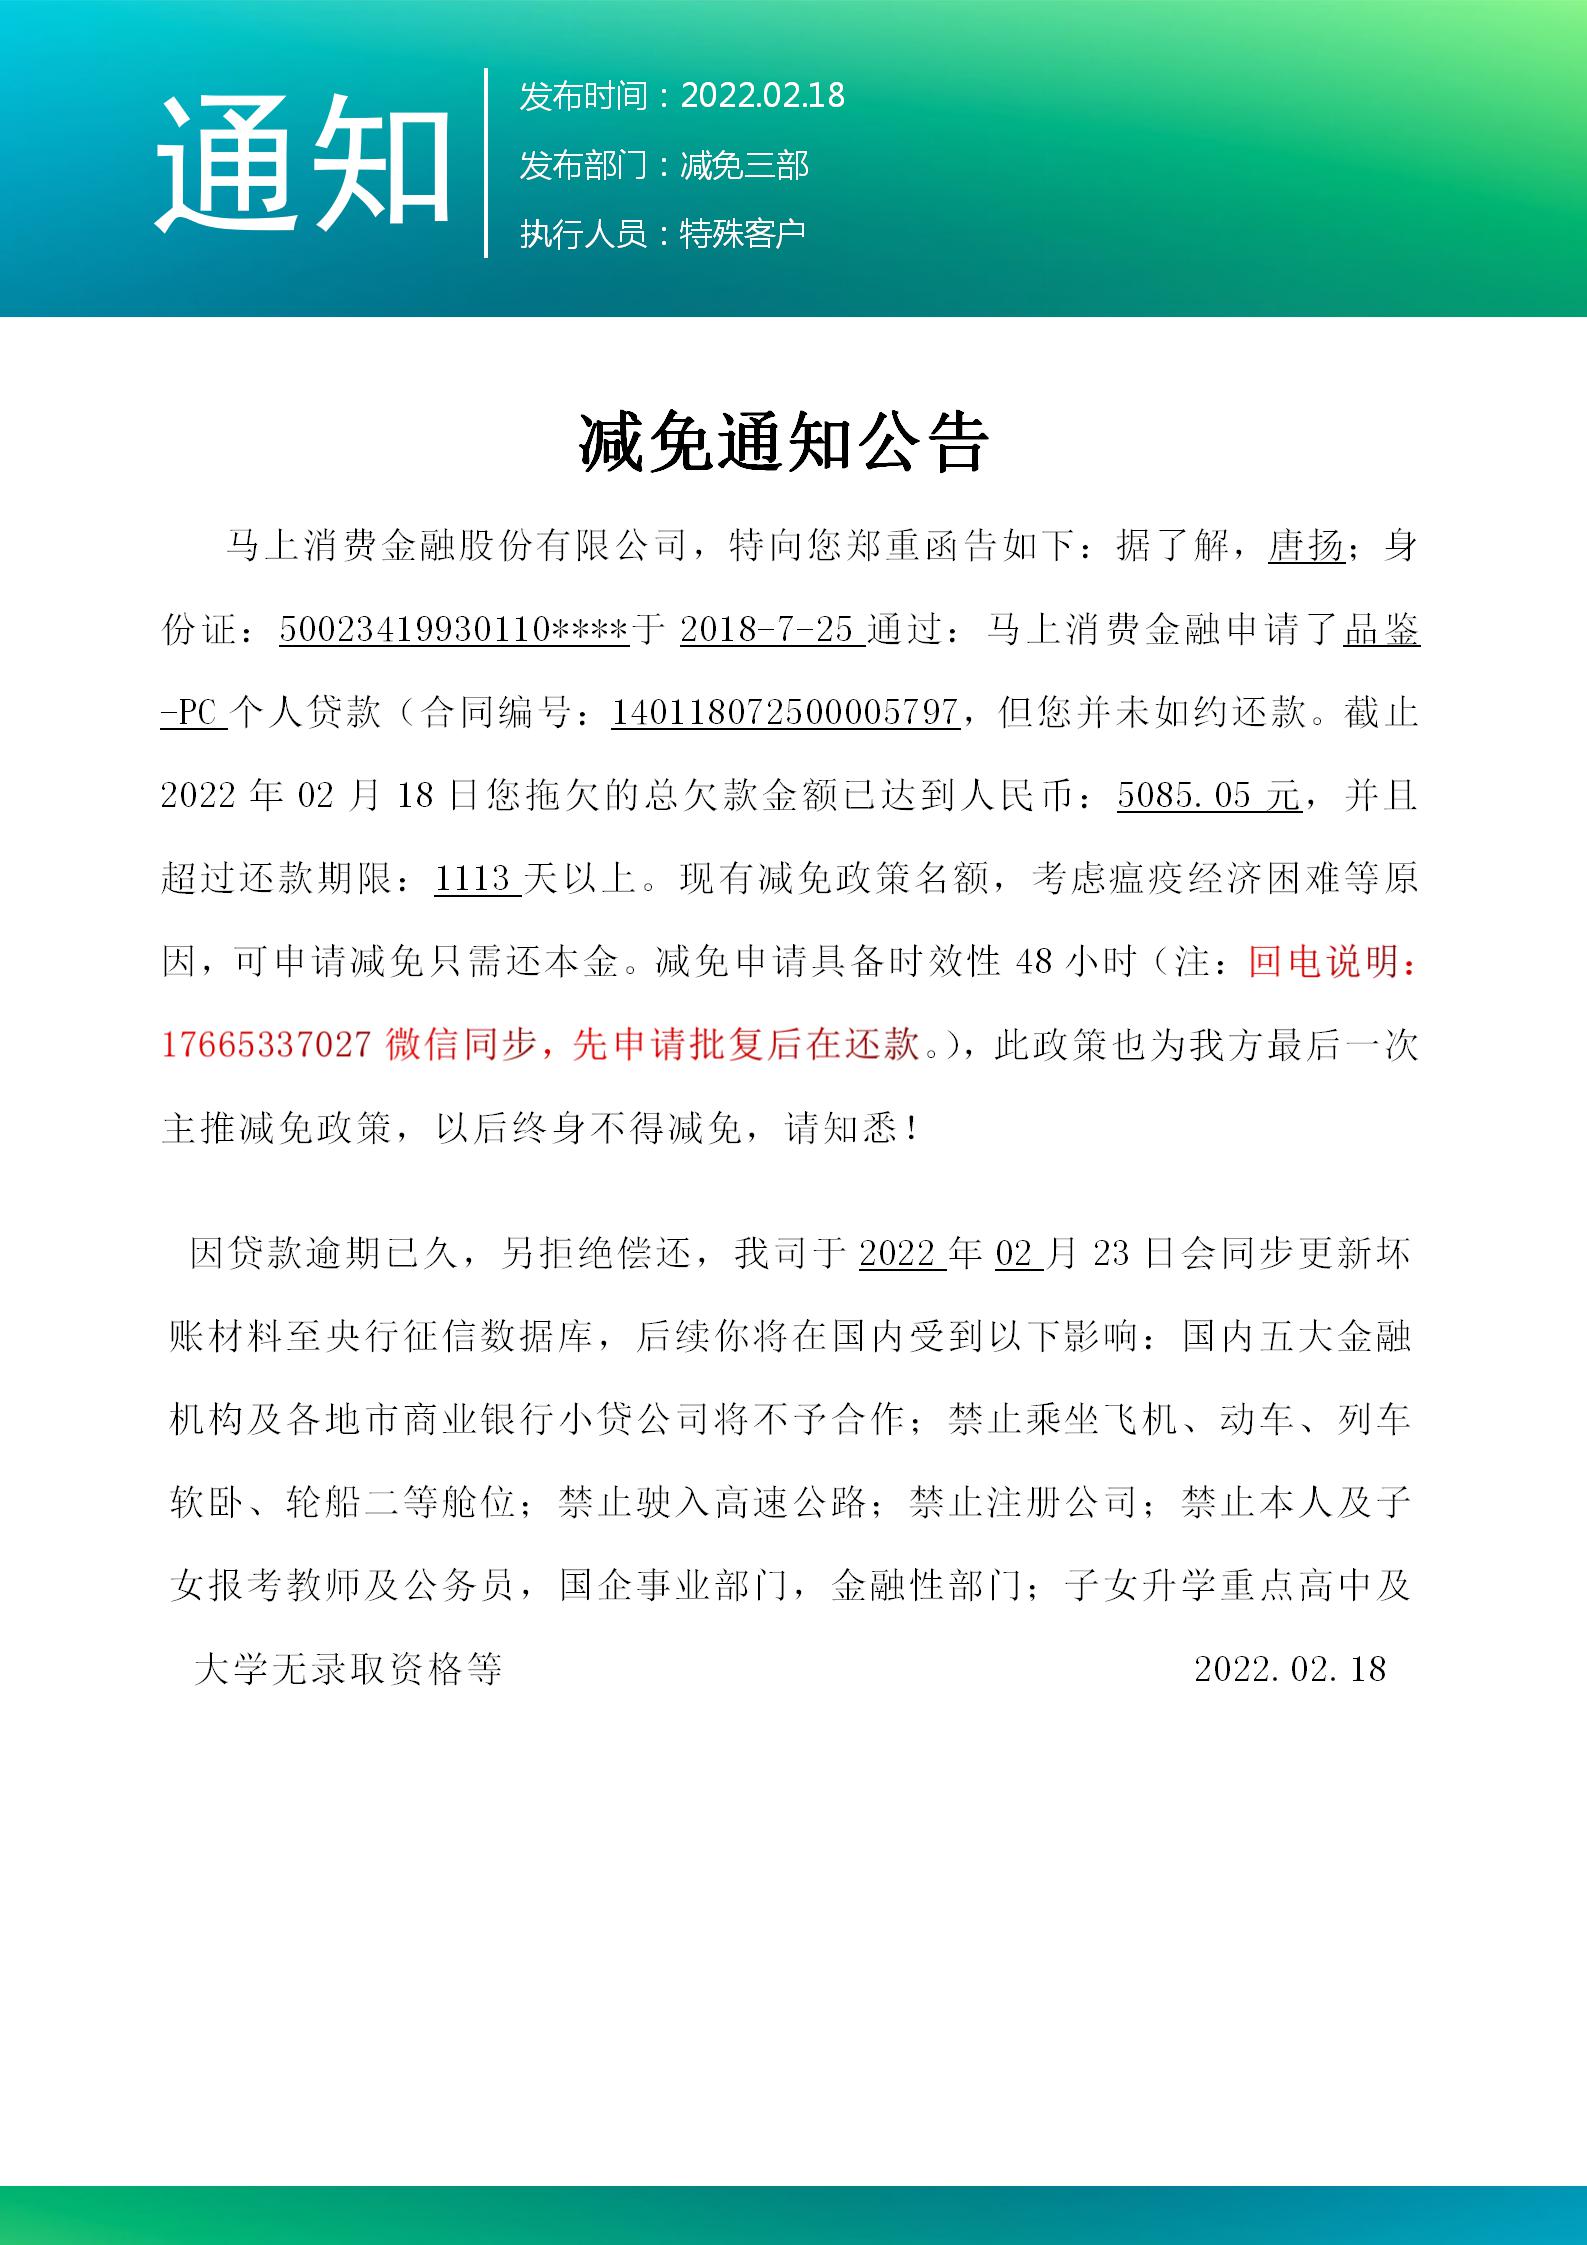 通知
发布时间：2022.02.18
发布部门：减免三部
执行人员：特殊客户
减免通知公告
马上消费金融股份有限公司，特向您郑重函告如下：据了解，唐扬；身
份证：50023419930110****于 2018-7-25 通过：马上消费金融申请了品鉴
-PC 个人贷款（合同编号：140118072500005797，但您并未如约还款。截止
2022 年 02 月 18 日您拖欠的总欠款金额已达到人民币：5085.05 元，并且
超过还款期限：1113 天以上。现有减免政策名额，考虑瘟疫经济困难等原
因，可申请减免只需还本金。减免申请具备时效性 48 小时（注：回电说明：
17665337027 微信同步，先申请批复后在还款。），此政策也为我方最后一次
主推减免政策，以后终身不得减免，请知悉！
因贷款逾期已久，另拒绝偿还，我司于 2022 年 02 月 23 日会同步更新坏
账材料至央行征信数据库，后续你将在国内受到以下影响：国内五大金融
机构及各地市商业银行小贷公司将不予合作；禁止乘坐飞机、动车、列车
软卧、轮船二等舱位；禁止驶入高速公路；禁止注册公司；禁止本人及子
女报考教师及公务员，国企事业部门，金融性部门；子女升学重点高中及
大学无录取资格等 2022.02.18